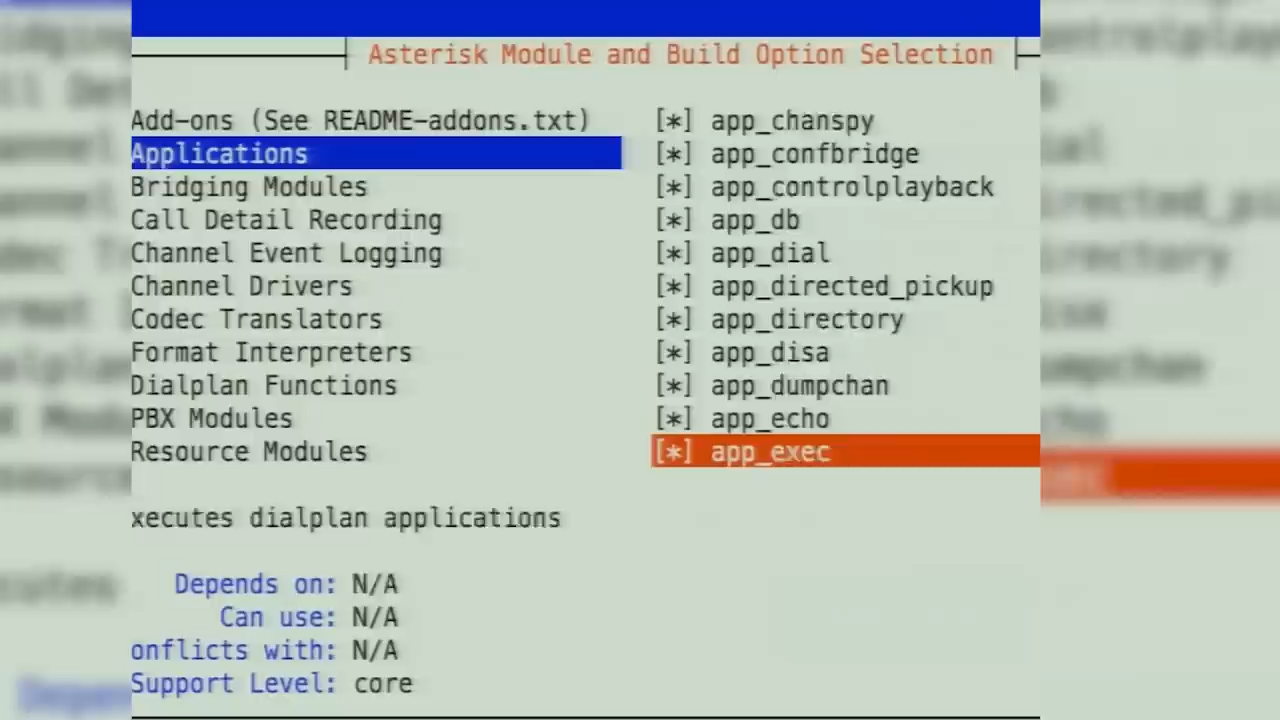 Asterisk Module and Build Option Selection
Add-ons (See README-addons.txt) [*] app_chanspy
Applications [*] app_confbridge
Bridging Modules [*] app_controlplayback
Call Detail Recording [*] app_db
Channel Event Logging [*] app_dial
Channel Drivers [*] app_directed_pickup
Codec Translators [*] app_directory
Format Interpreters [*] app_disa
Dialplan Functions [*] app_dumpchan
PBX Modules [*] app_echo
Resource Modules [*] app_exec
xecutes dialplan applications
Depends on: N/A
Can use: N/A
onflicts with: N/A
Support Level: core